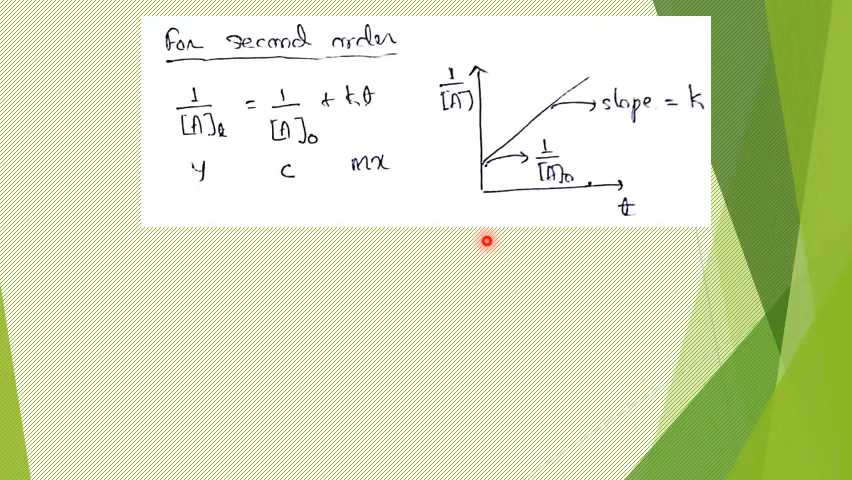 For second order
1/[A]t = 1/[A]0 + kt
y c mx
1/[A]
slope = k
1/[A]0
t